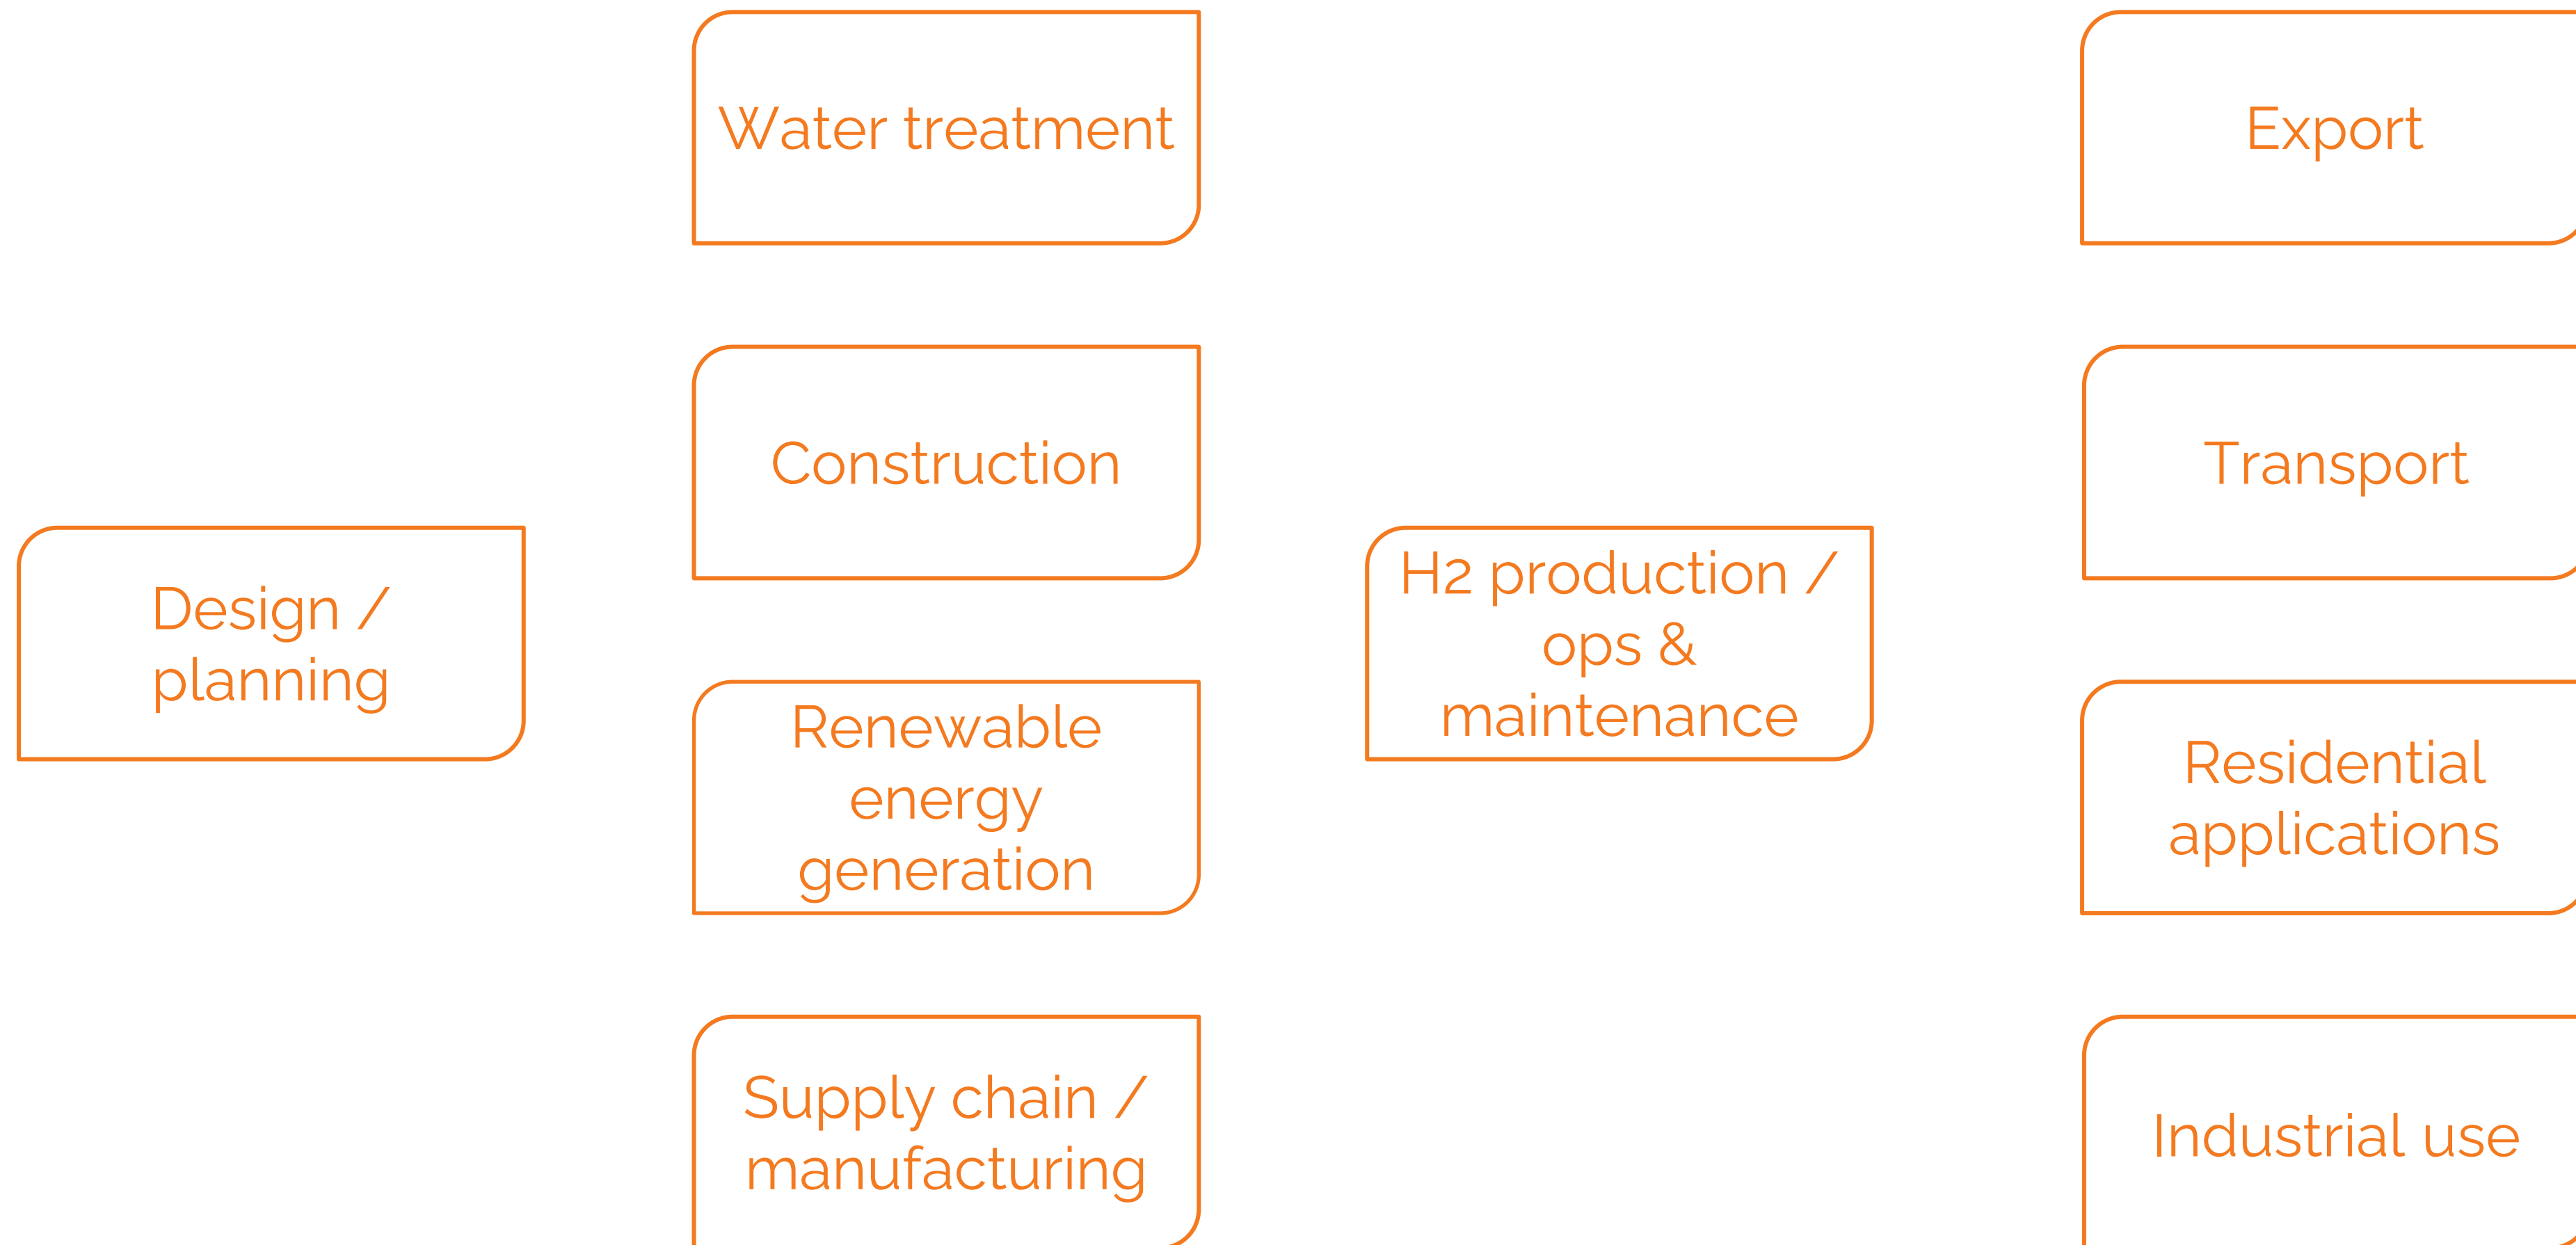 Design /
planning
Water treatment
Construction
Renewable
energy
generation
Supply chain /
manufacturing
H2 production /
ops &
maintenance
Export
Transport
Residential
applications
Industrial use